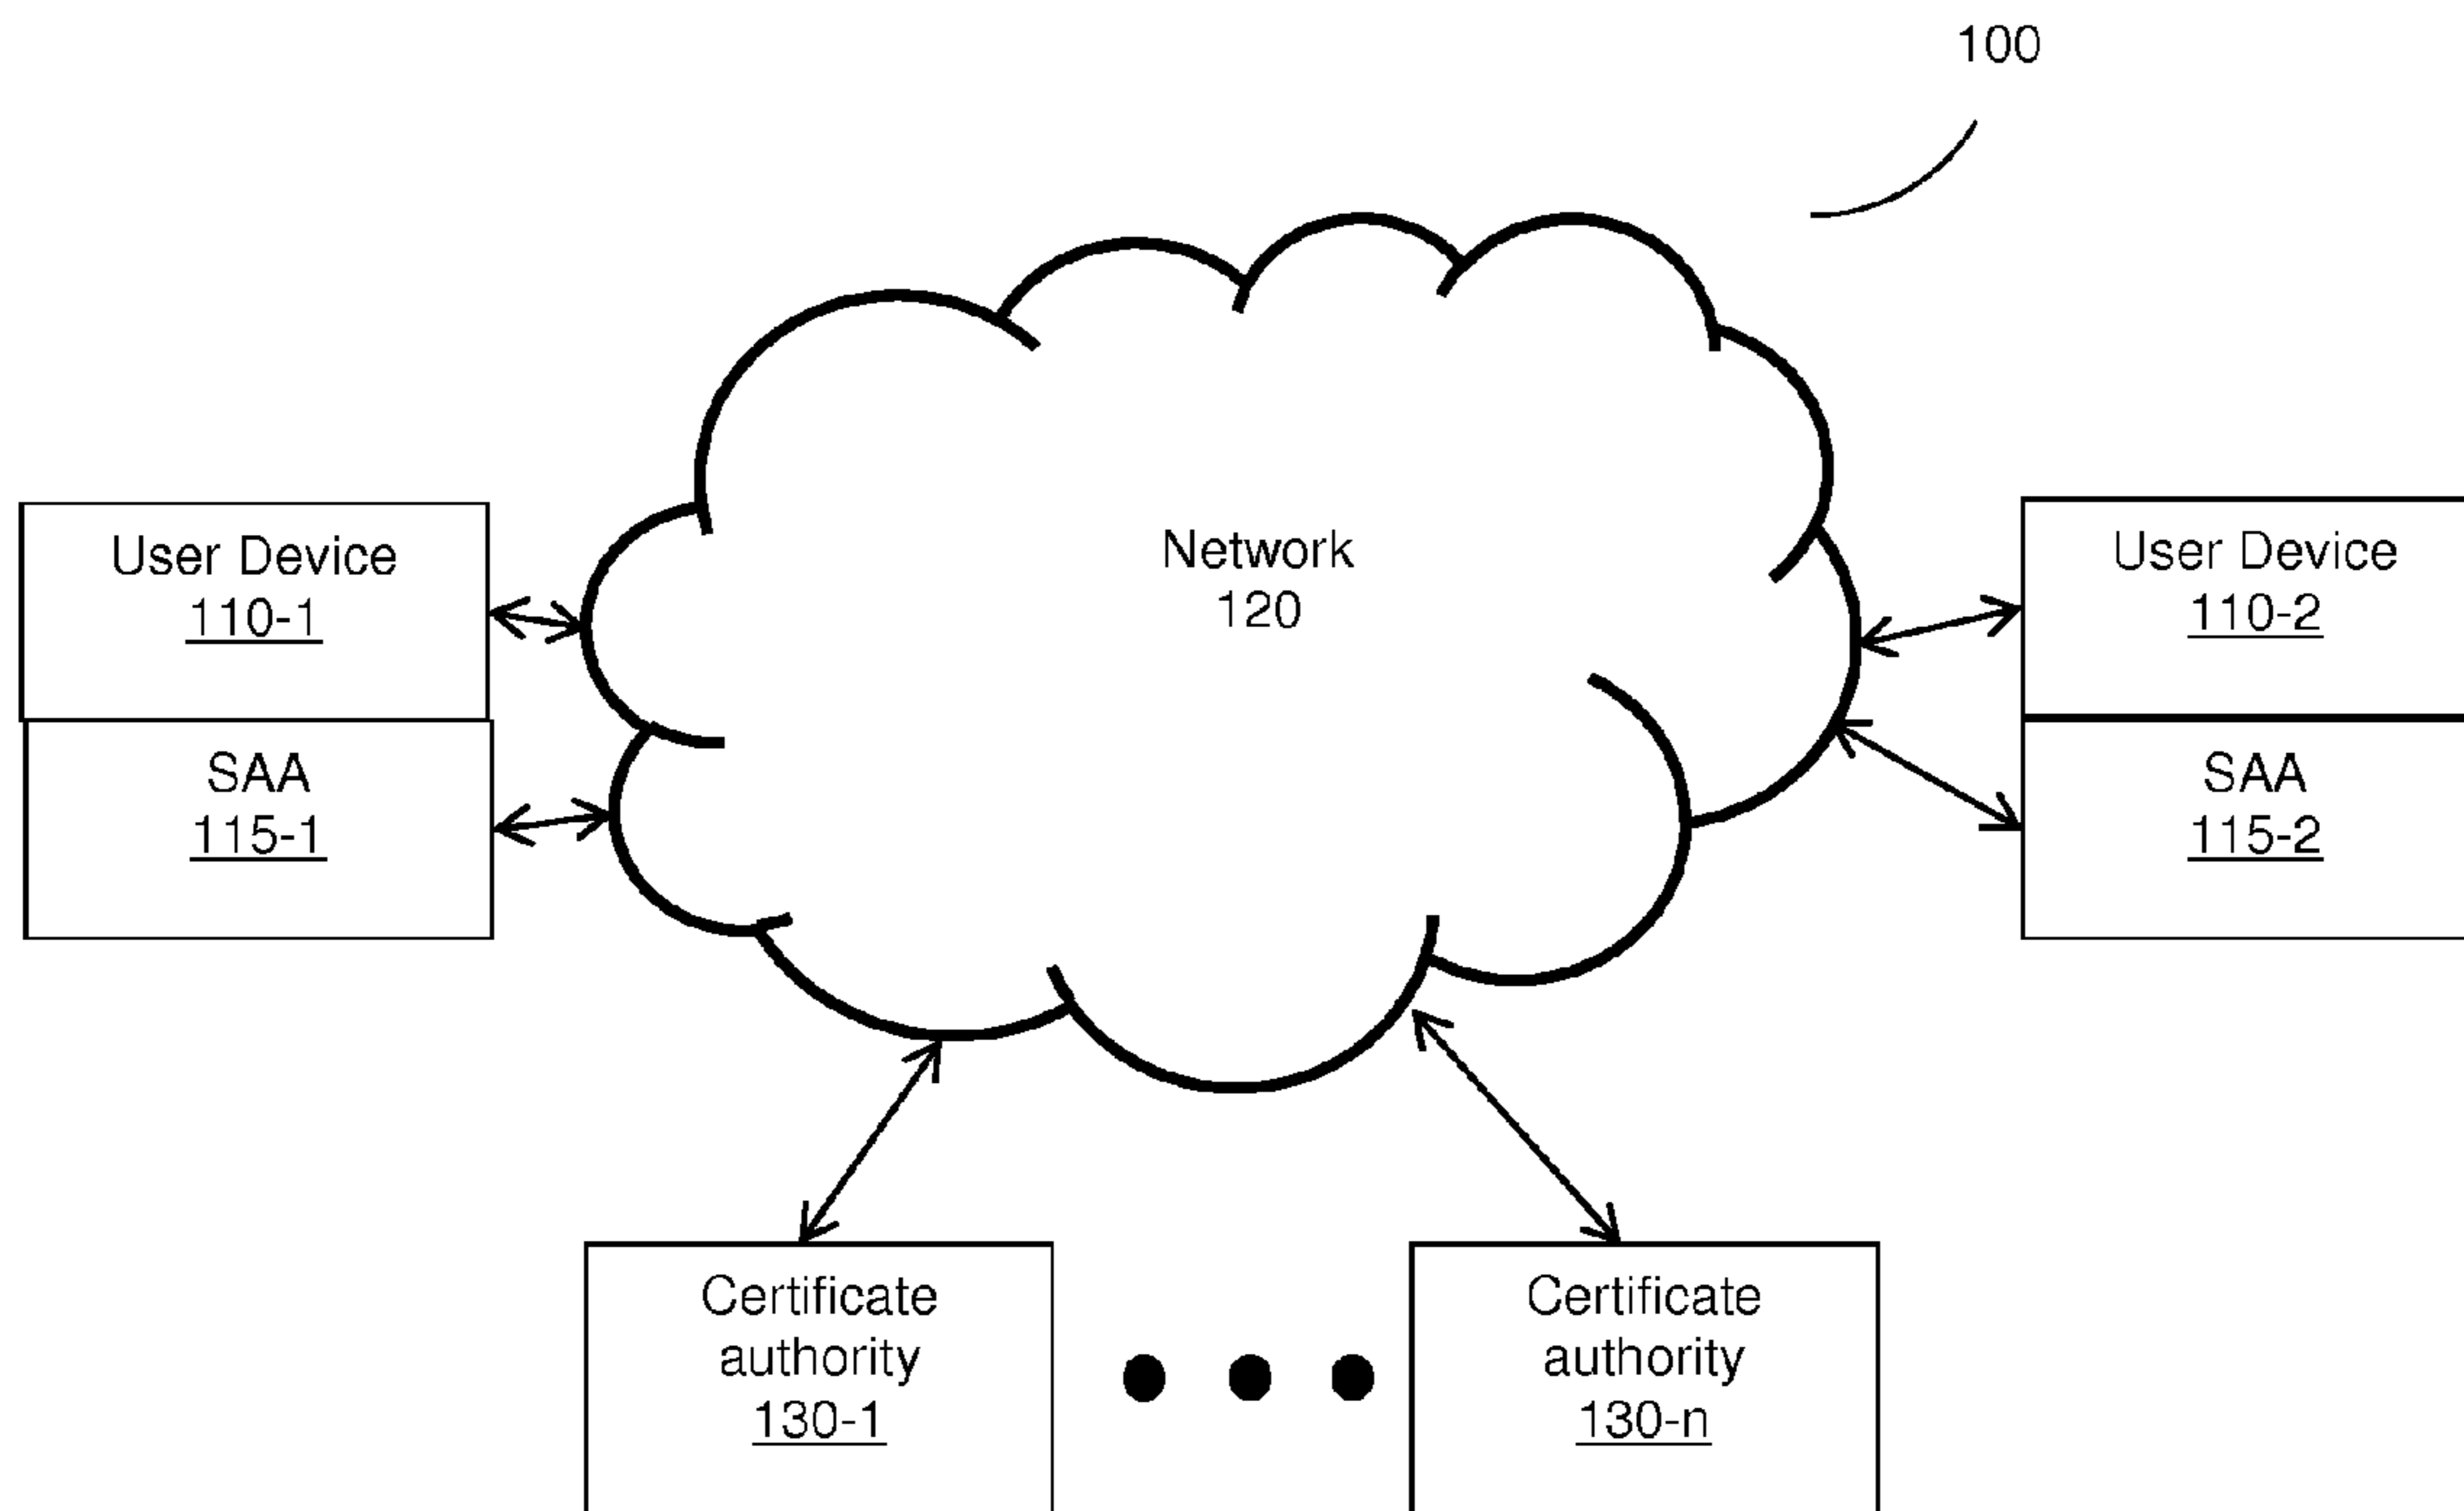 100
Network
120
User Device
110-1
SAA
115-1
User Device
110-2
SAA
115-2
Certificate
authority
130-1
Certificate
authority
130-n